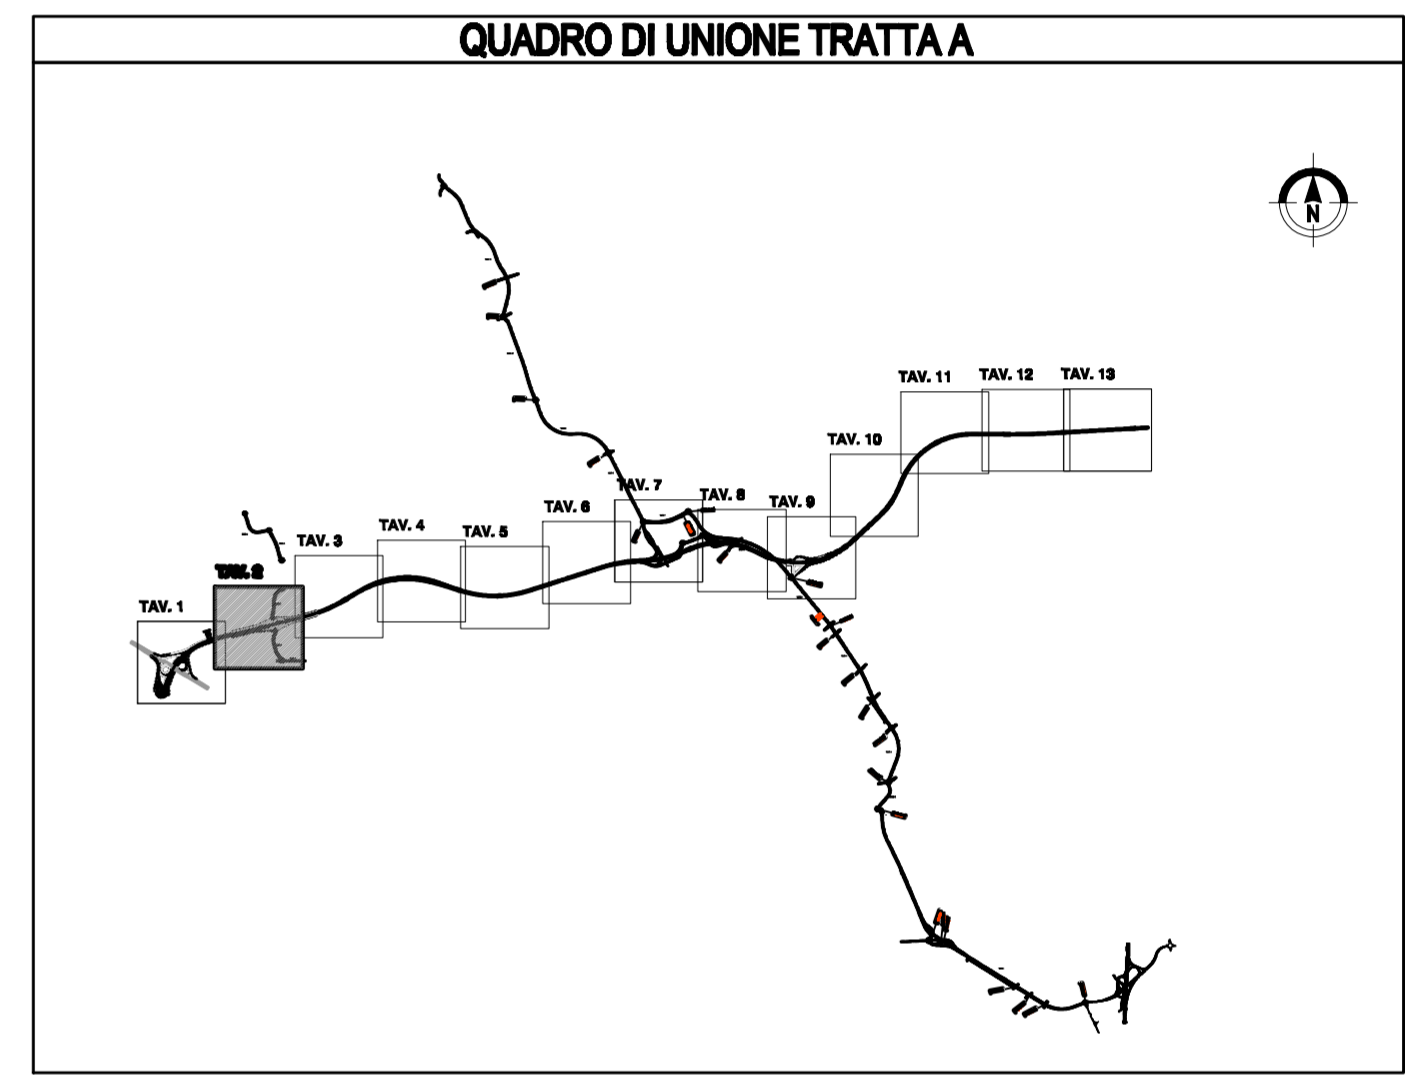 QUADRO DI UNIONE TRATTA A
N
TAV. 11
TAV. 12
TAV. 13
TAV. 10
TAV. 7
TAV. 8
TAV. 9
TAV. 6
TAV. 5
TAV. 4
TAV. 3
TAV. 2
TAV. 1